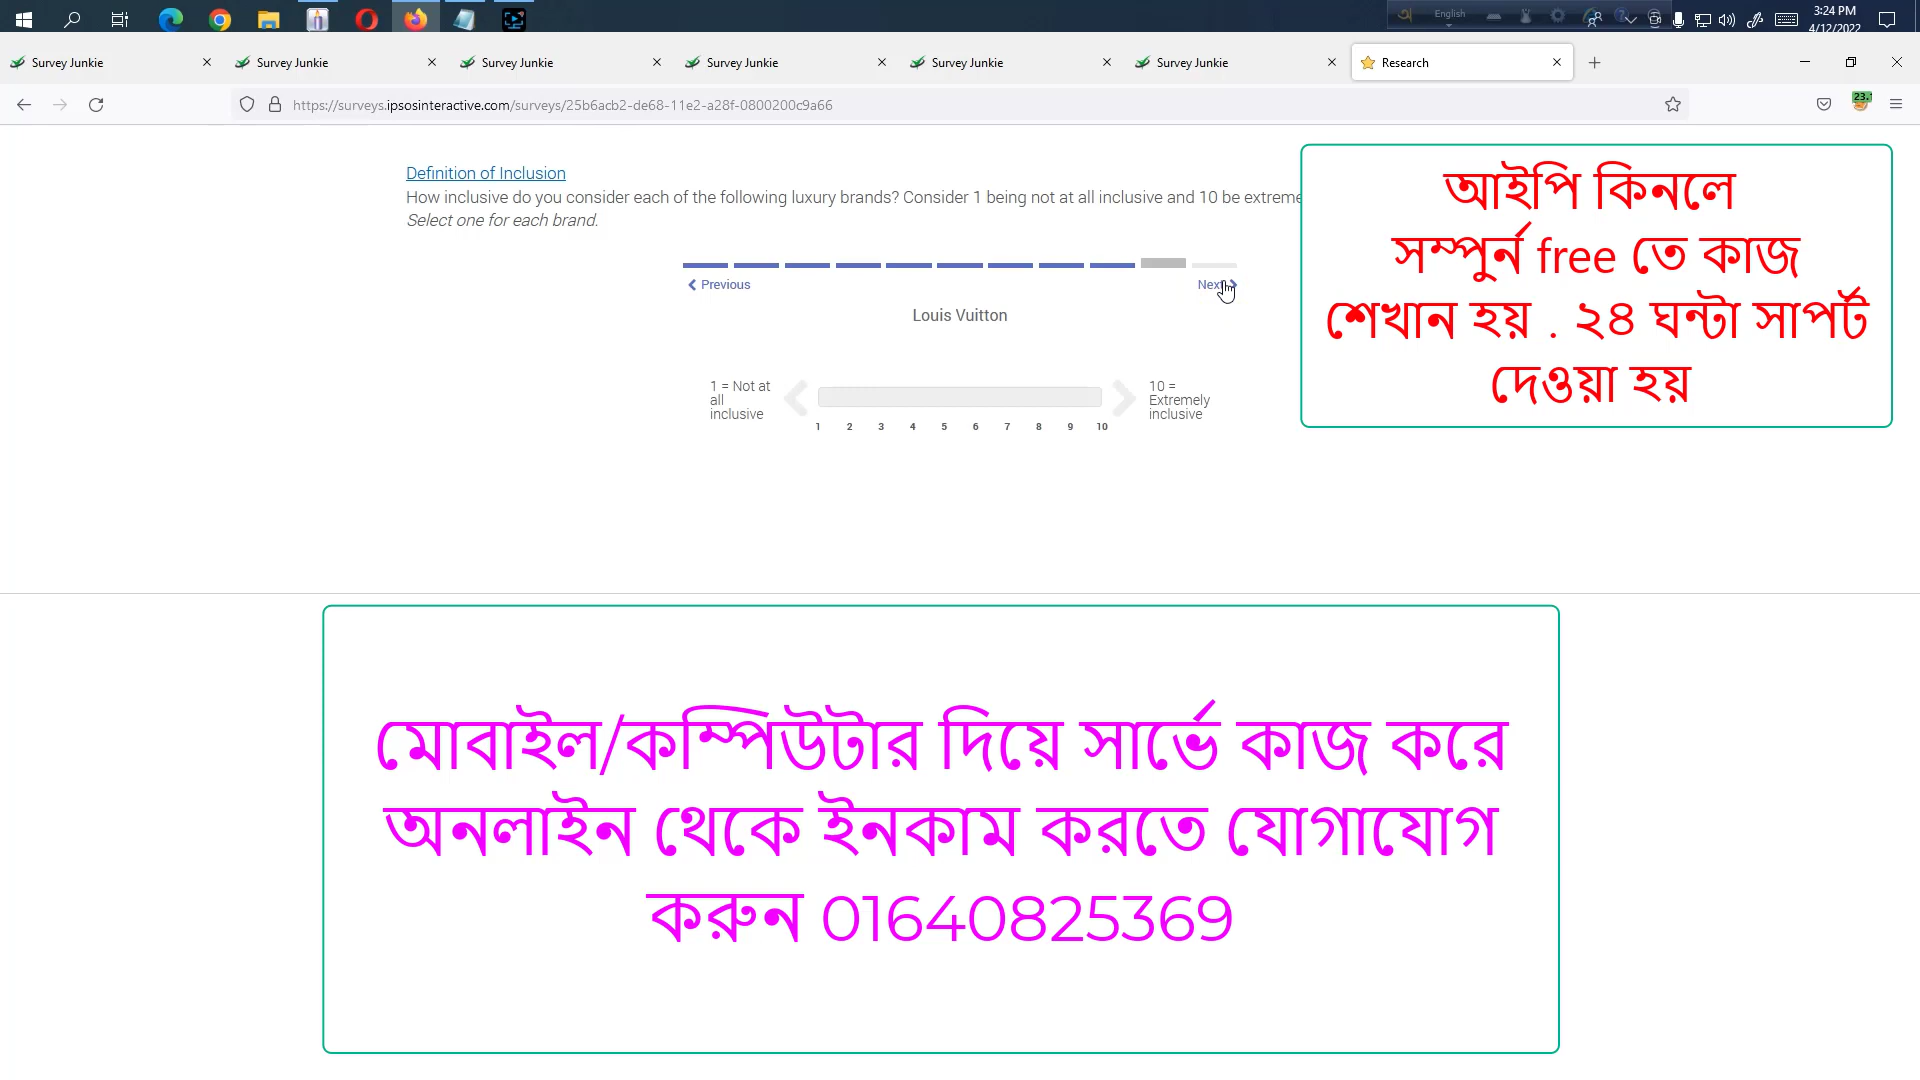 English
3:24 PM
4/12/2022
Survey Junkie
Survey Junkie
Survey Junkie
Survey Junkie
Survey Junkie
Survey Junkie
Research
https://surveys.ipsosinteractive.com/surveys/25b6acb2-de68-11e2-a28f-0800200c9a66
Definition of Inclusion
How inclusive do you consider each of the following luxury brands? Consider 1 being not at all inclusive and 10 be extreme
Select one for each brand.
Previous
Next
Louis Vuitton
1 = Not at
all
inclusive
10 =
Extremely
inclusive
1 2 3 4 5 6 7 8 9 10
আইপি কিনলে
সম্পুর্ন free তে কাজ
শেখান হয় . ২৪ ঘন্টা সাপর্ট
দেওয়া হয়
মোবাইল/কম্পিউটার দিয়ে সার্ভে কাজ করে
অনলাইন থেকে ইনকাম করতে যোগাযোগ
করুন 01640825369